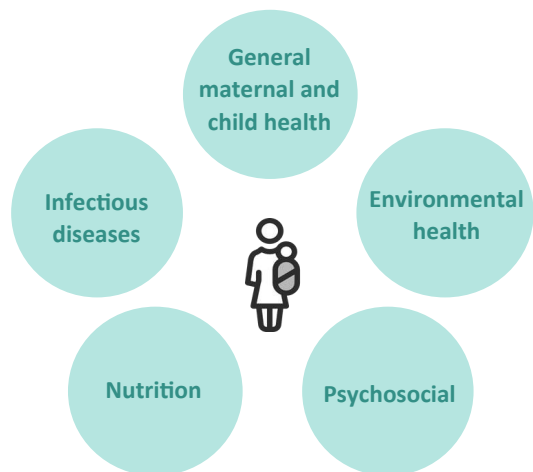 General
maternal and
child health
Infectious
diseases
Environmental
health
Nutrition
Psychosocial